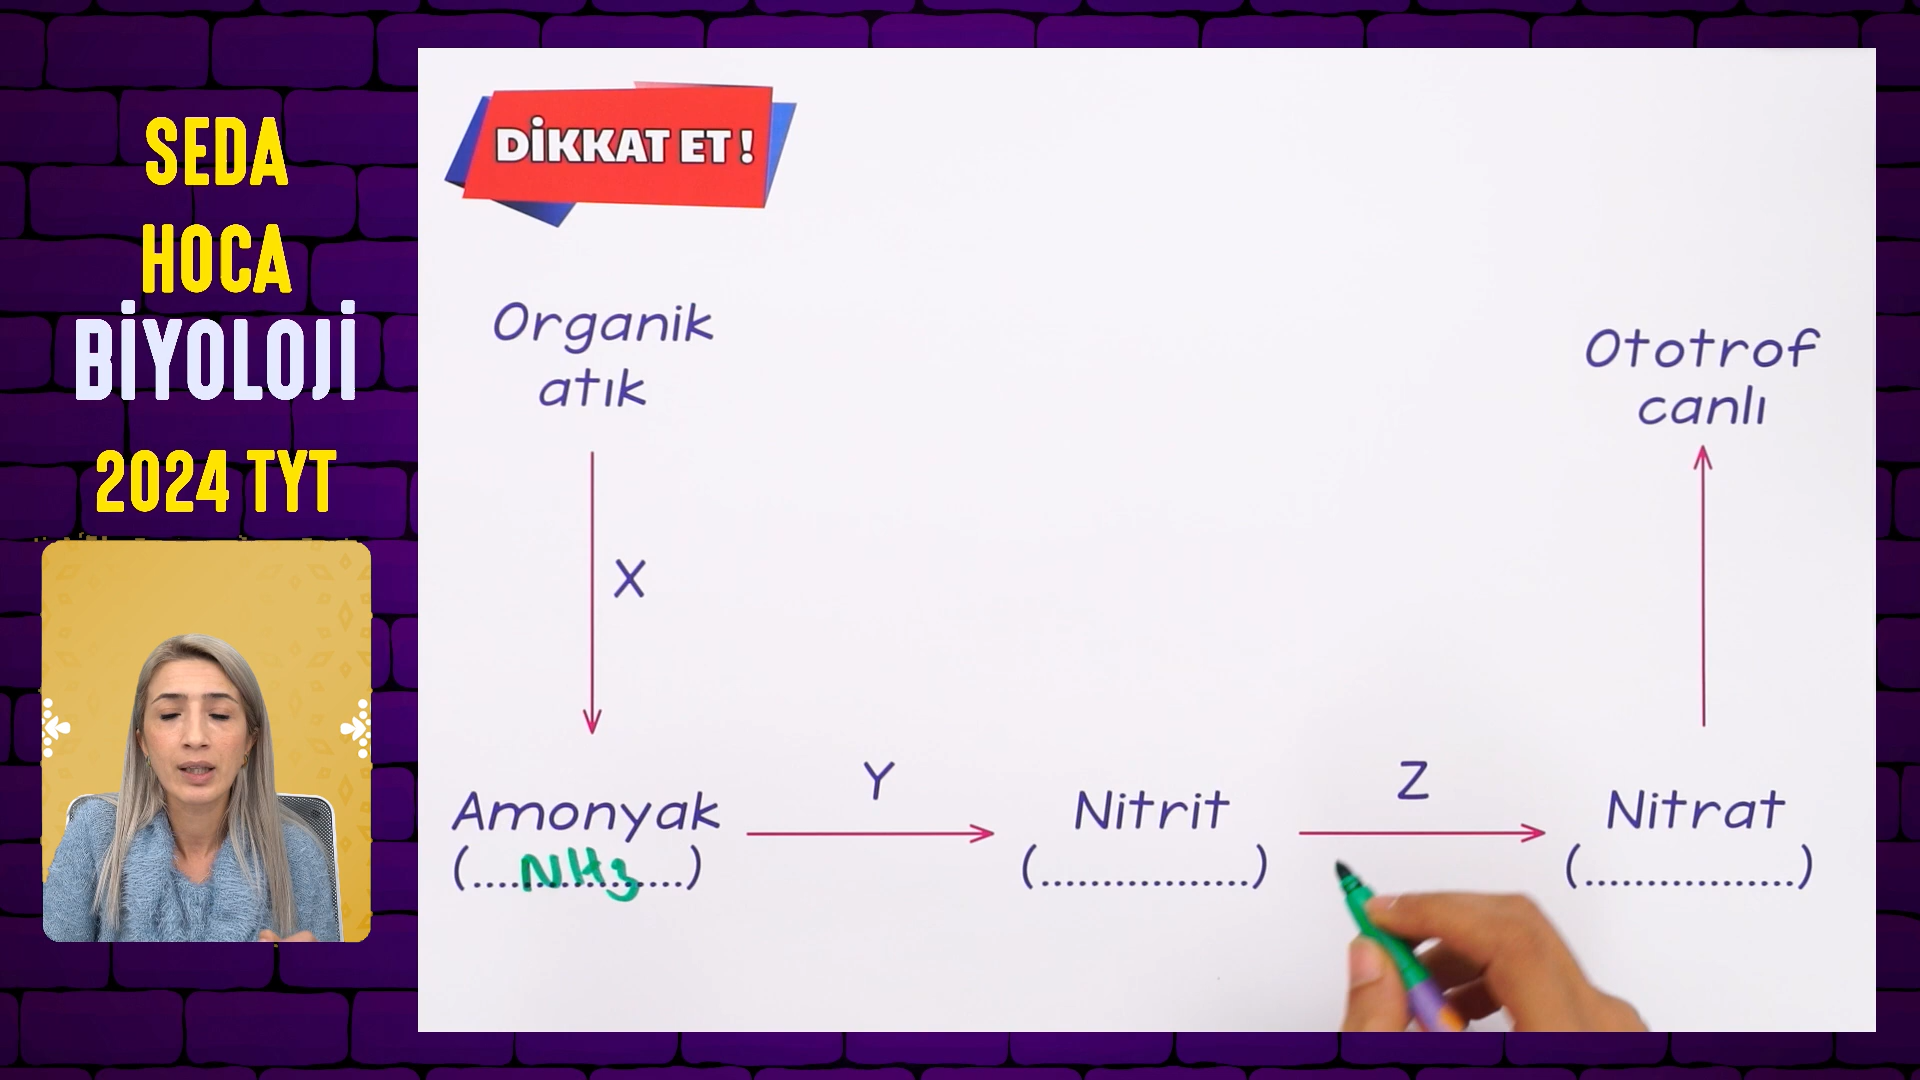 SEDA
HOCA
BİYOLOJİ
2024 TYT
DİKKAT ET !
Organik
atık
X
Amonyak
(....NH3....)
Y
Nitrit
(.................)
Z
Nitrat
(.................)
Ototrof
canlı